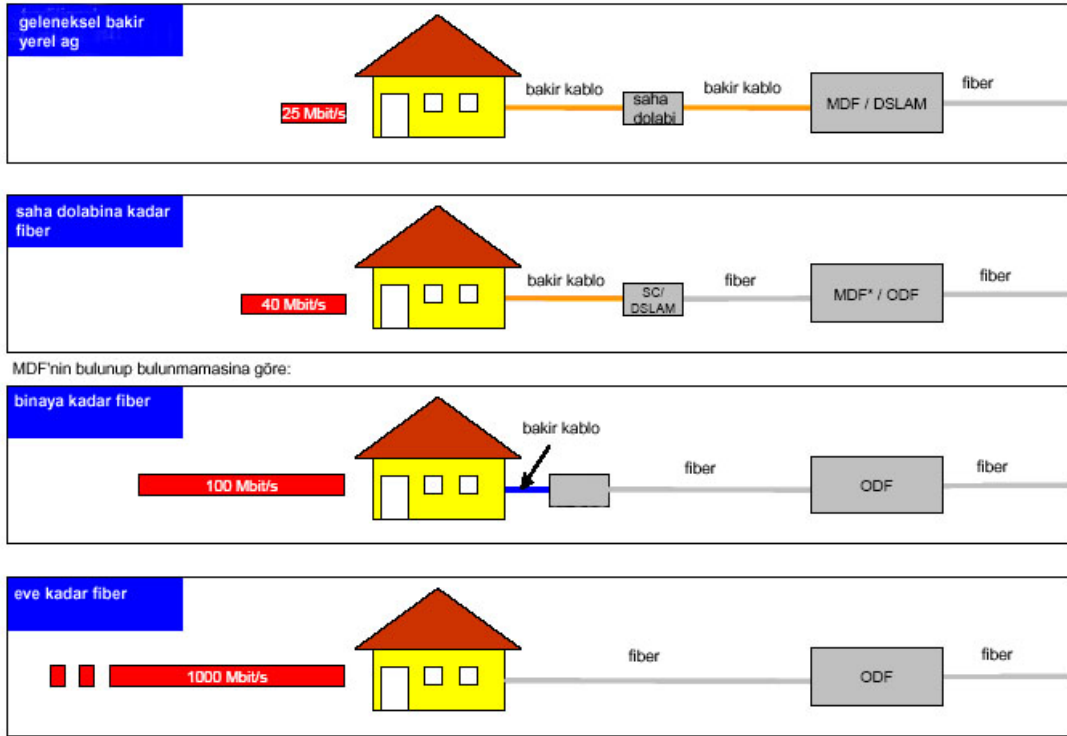 geleneksel bakir
yerel ag
25 Mbit/s
bakir kablo
saha
dolabi
bakir kablo
MDF / DSLAM
fiber
saha dolabina kadar
fiber
40 Mbit/s
bakir kablo
SC/
DSLAM
fiber
MDF* / ODF
fiber
MDF'nin bulunup bulunmamasina göre:
binaya kadar fiber
100 Mbit/s
bakir kablo
fiber
ODF
fiber
eve kadar fiber
1000 Mbit/s
fiber
ODF
fiber